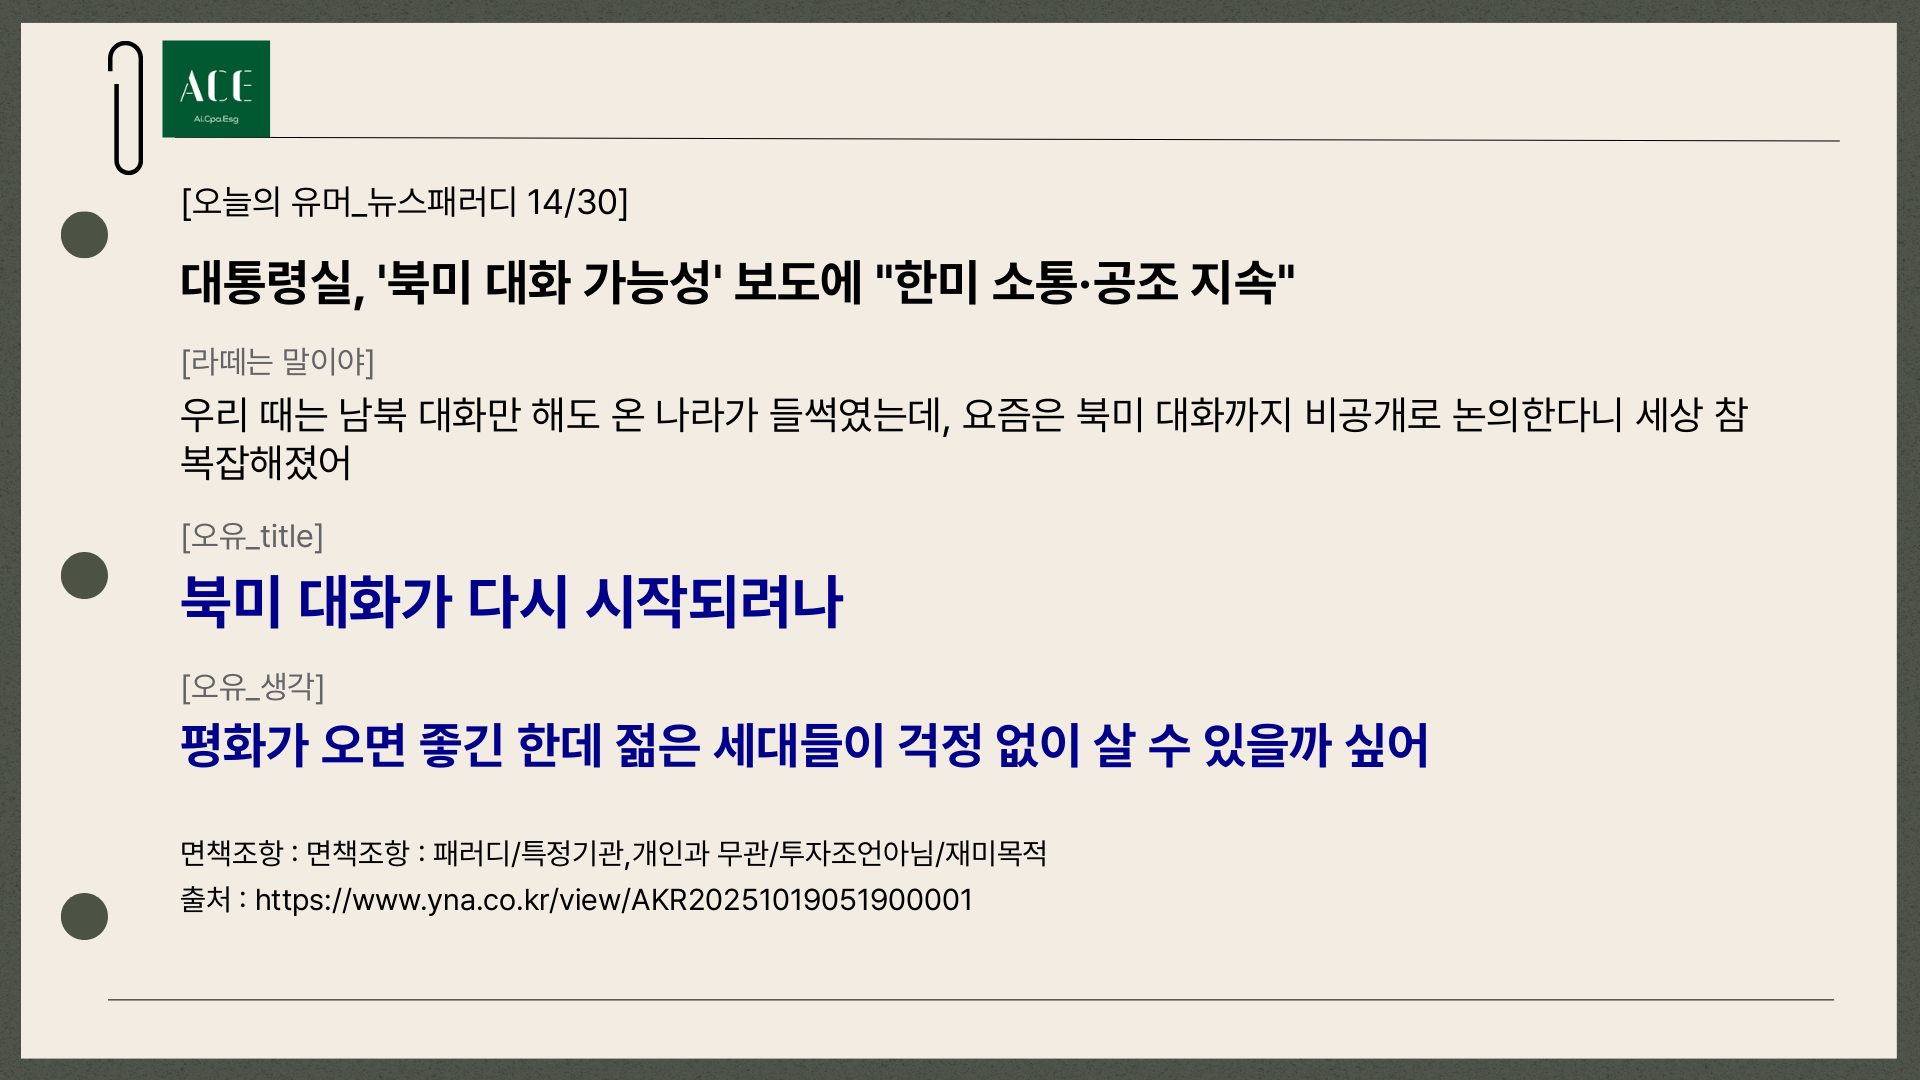 ACE
Ai.Cpa.Esg
[오늘의 유머_뉴스패러디 14/30]
대통령실, '북미 대화 가능성' 보도에 "한미 소통·공조 지속"
[라떼는 말이야]
우리 때는 남북 대화만 해도 온 나라가 들썩였는데, 요즘은 북미 대화까지 비공개로 논의한다니 세상 참
복잡해졌어
[오유_title]
북미 대화가 다시 시작되려나
[오유_생각]
평화가 오면 좋긴 한데 젊은 세대들이 걱정 없이 살 수 있을까 싶어
면책조항 : 면책조항 : 패러디/특정기관,개인과 무관/투자조언아님/재미목적
출처 : https://www.yna.co.kr/view/AKR20251019051900001